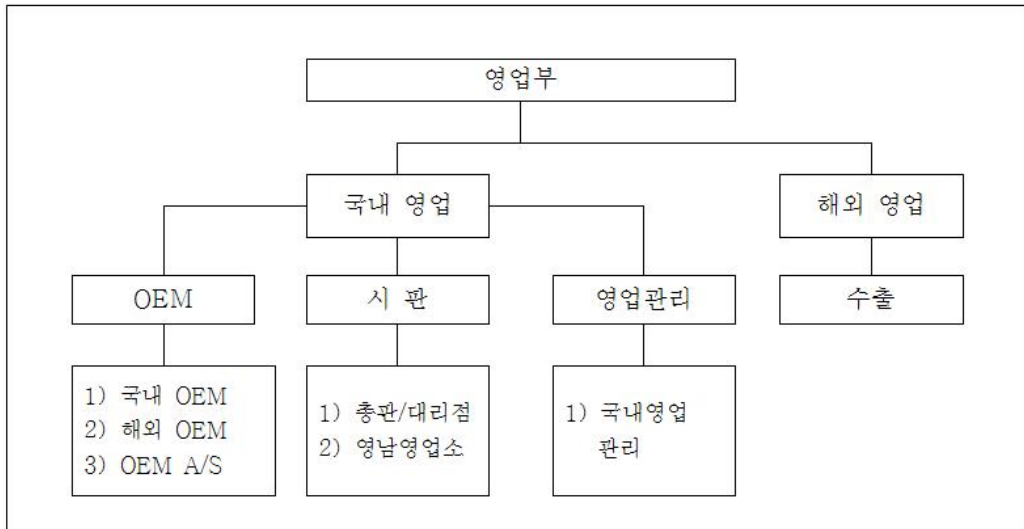 영업부
국내 영업
해외 영업
OEM
시 판
영업관리
수출
1) 국내 OEM
2) 해외 OEM
3) OEM A/S
1) 총판/대리점
2) 영남영업소
1) 국내영업
관리